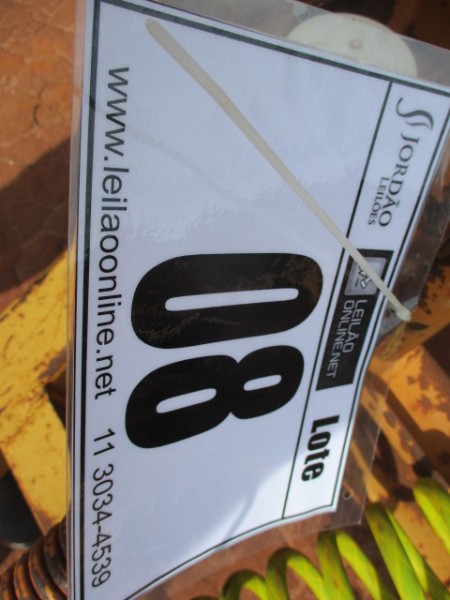 JORDÃO
LEILÕES
LEILÃO
ONLINE.NET
Lote
08
www.leilaoonline.net 11 3034-4539